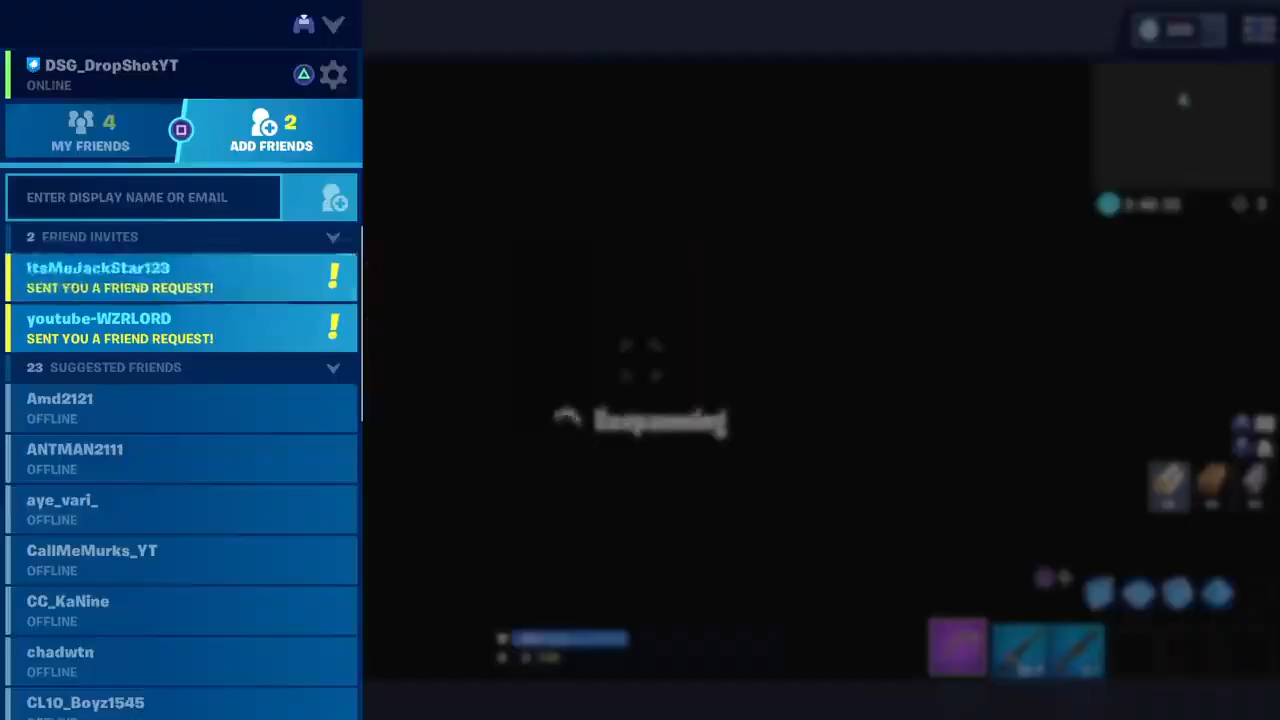 DSG_DropShotYT
ONLINE
4
MY FRIENDS
2
ADD FRIENDS
ENTER DISPLAY NAME OR EMAIL
2 FRIEND INVITES
ItsMeJackStar123
SENT YOU A FRIEND REQUEST!
!
youtube-WZRLORD
SENT YOU A FRIEND REQUEST!
!
23 SUGGESTED FRIENDS
Amd2121
OFFLINE
ANTMAN2111
OFFLINE
aye_vari_
OFFLINE
CallMeMurks_YT
OFFLINE
CC_KaNine
OFFLINE
chadwtn
OFFLINE
CL10_Boyz1545
Respawning